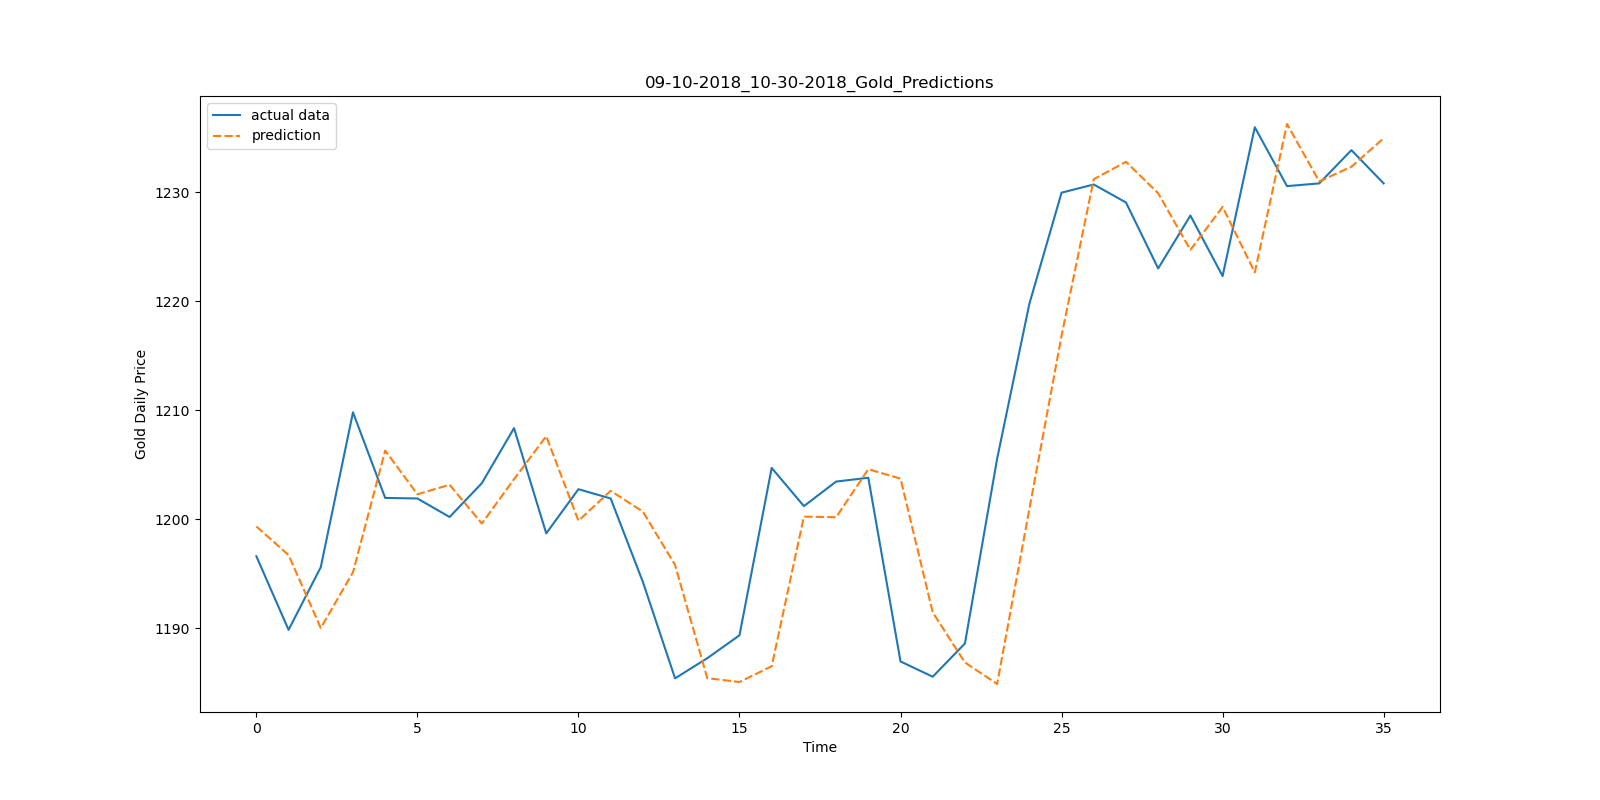 09-10-2018_10-30-2018_Gold_Predictions
actual data
prediction
Gold Daily Price
1230
1220
1210
1200
1190
0 5 10 15 20 25 30 35
Time